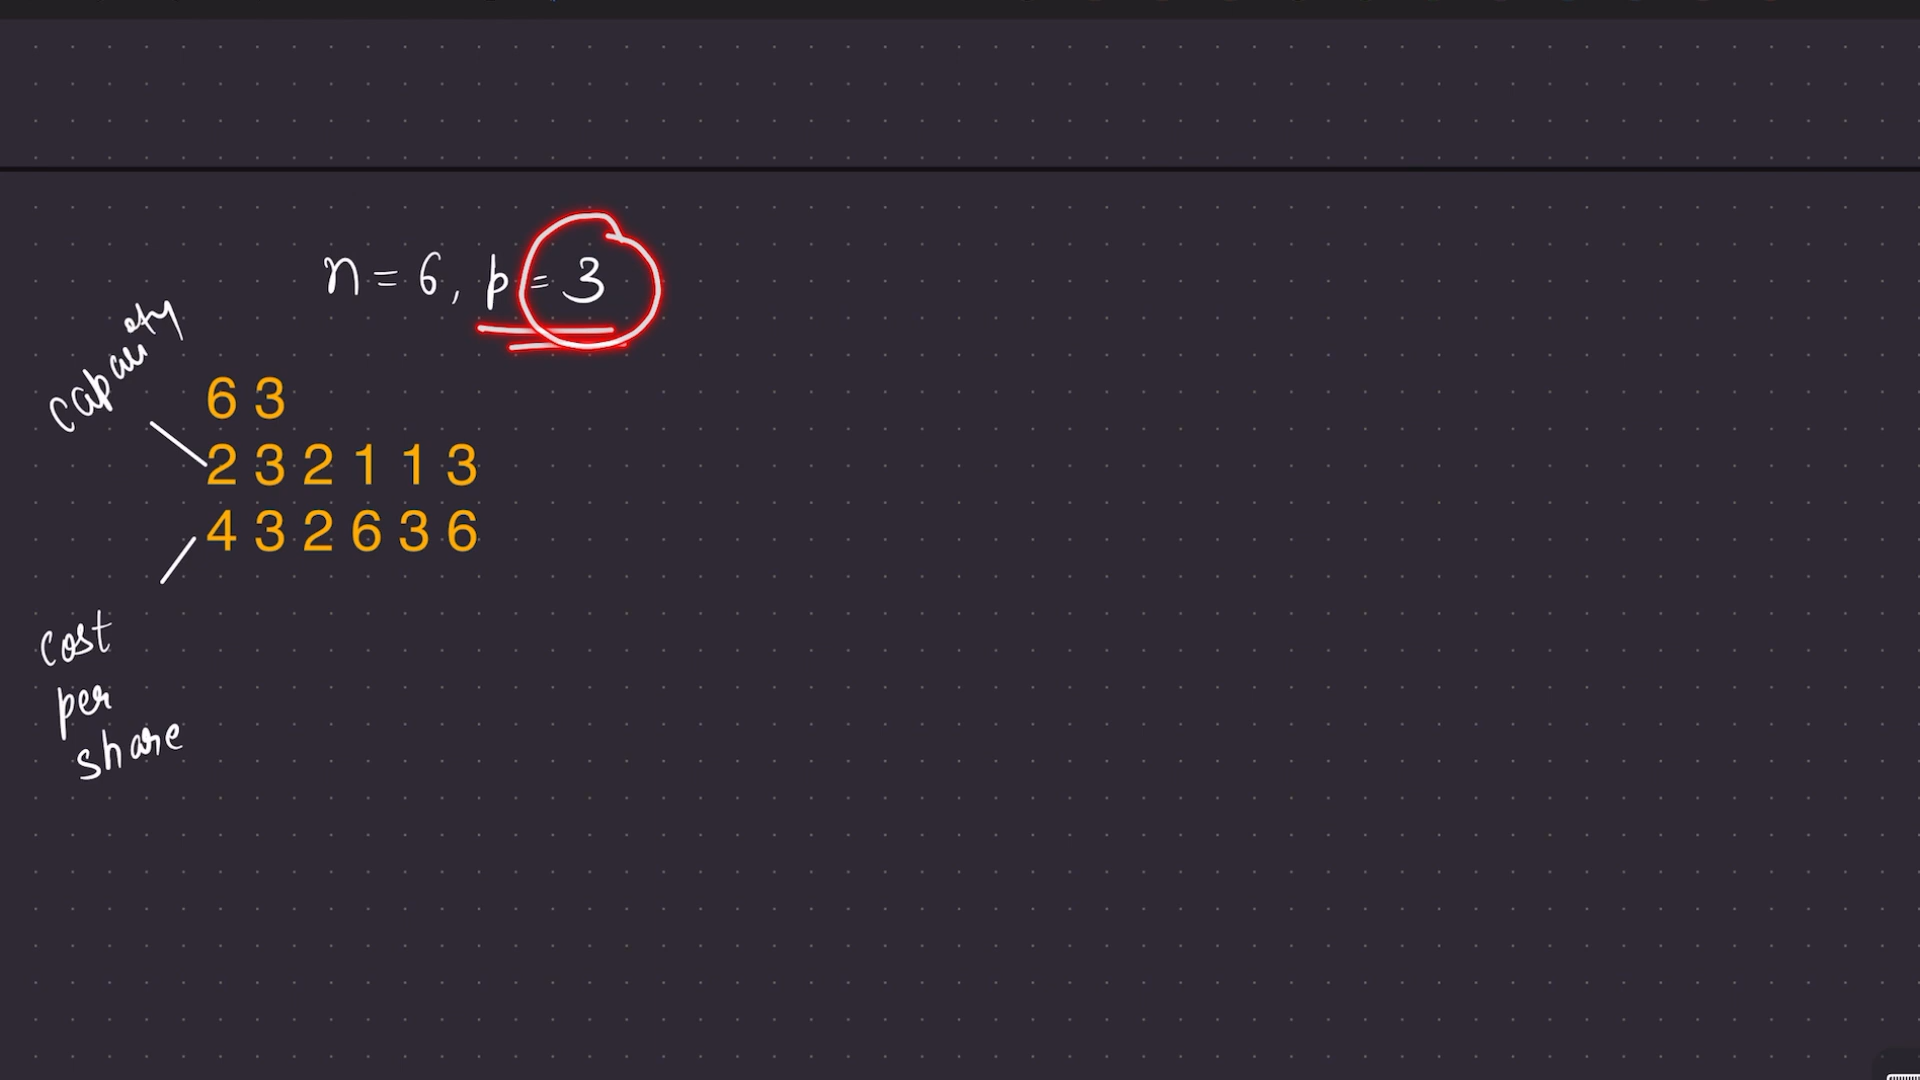 n = 6, p = 3
capacity
6 3
2 3 2 1 1 3
4 3 2 6 3 6
cost
per
share